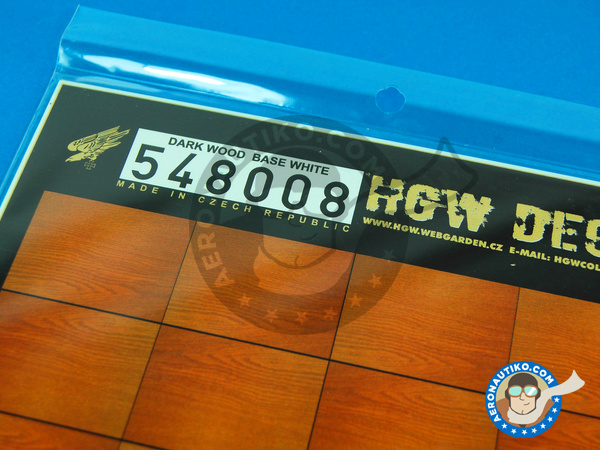 DARK WOOD BASE WHITE
548008
MADE IN CZECH REPUBLIC
HGW DEC
WWW.HGW.WEBGARDEN.CZ E-MAIL: HGWCOL
AERONAUTIKO.COM
AERONAUTIKO.COM